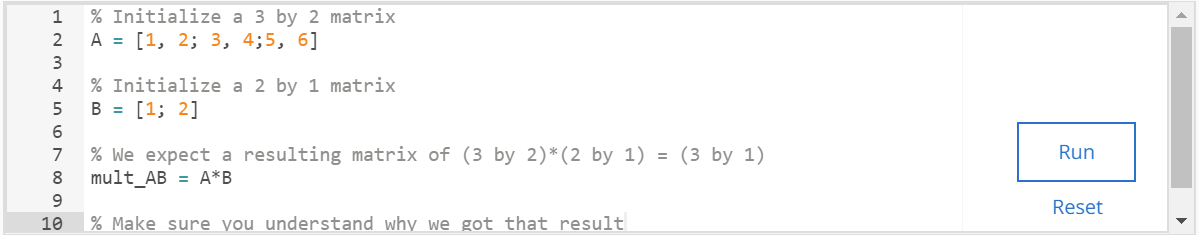 1 % Initialize a 3 by 2 matrix
2 A = [1, 2; 3, 4;5, 6]
3
4 % Initialize a 2 by 1 matrix
5 B = [1; 2]
6
7 % We expect a resulting matrix of (3 by 2)*(2 by 1) = (3 by 1)
8 mult_AB = A*B
9
10 % Make sure you understand why we got that result
Run
Reset